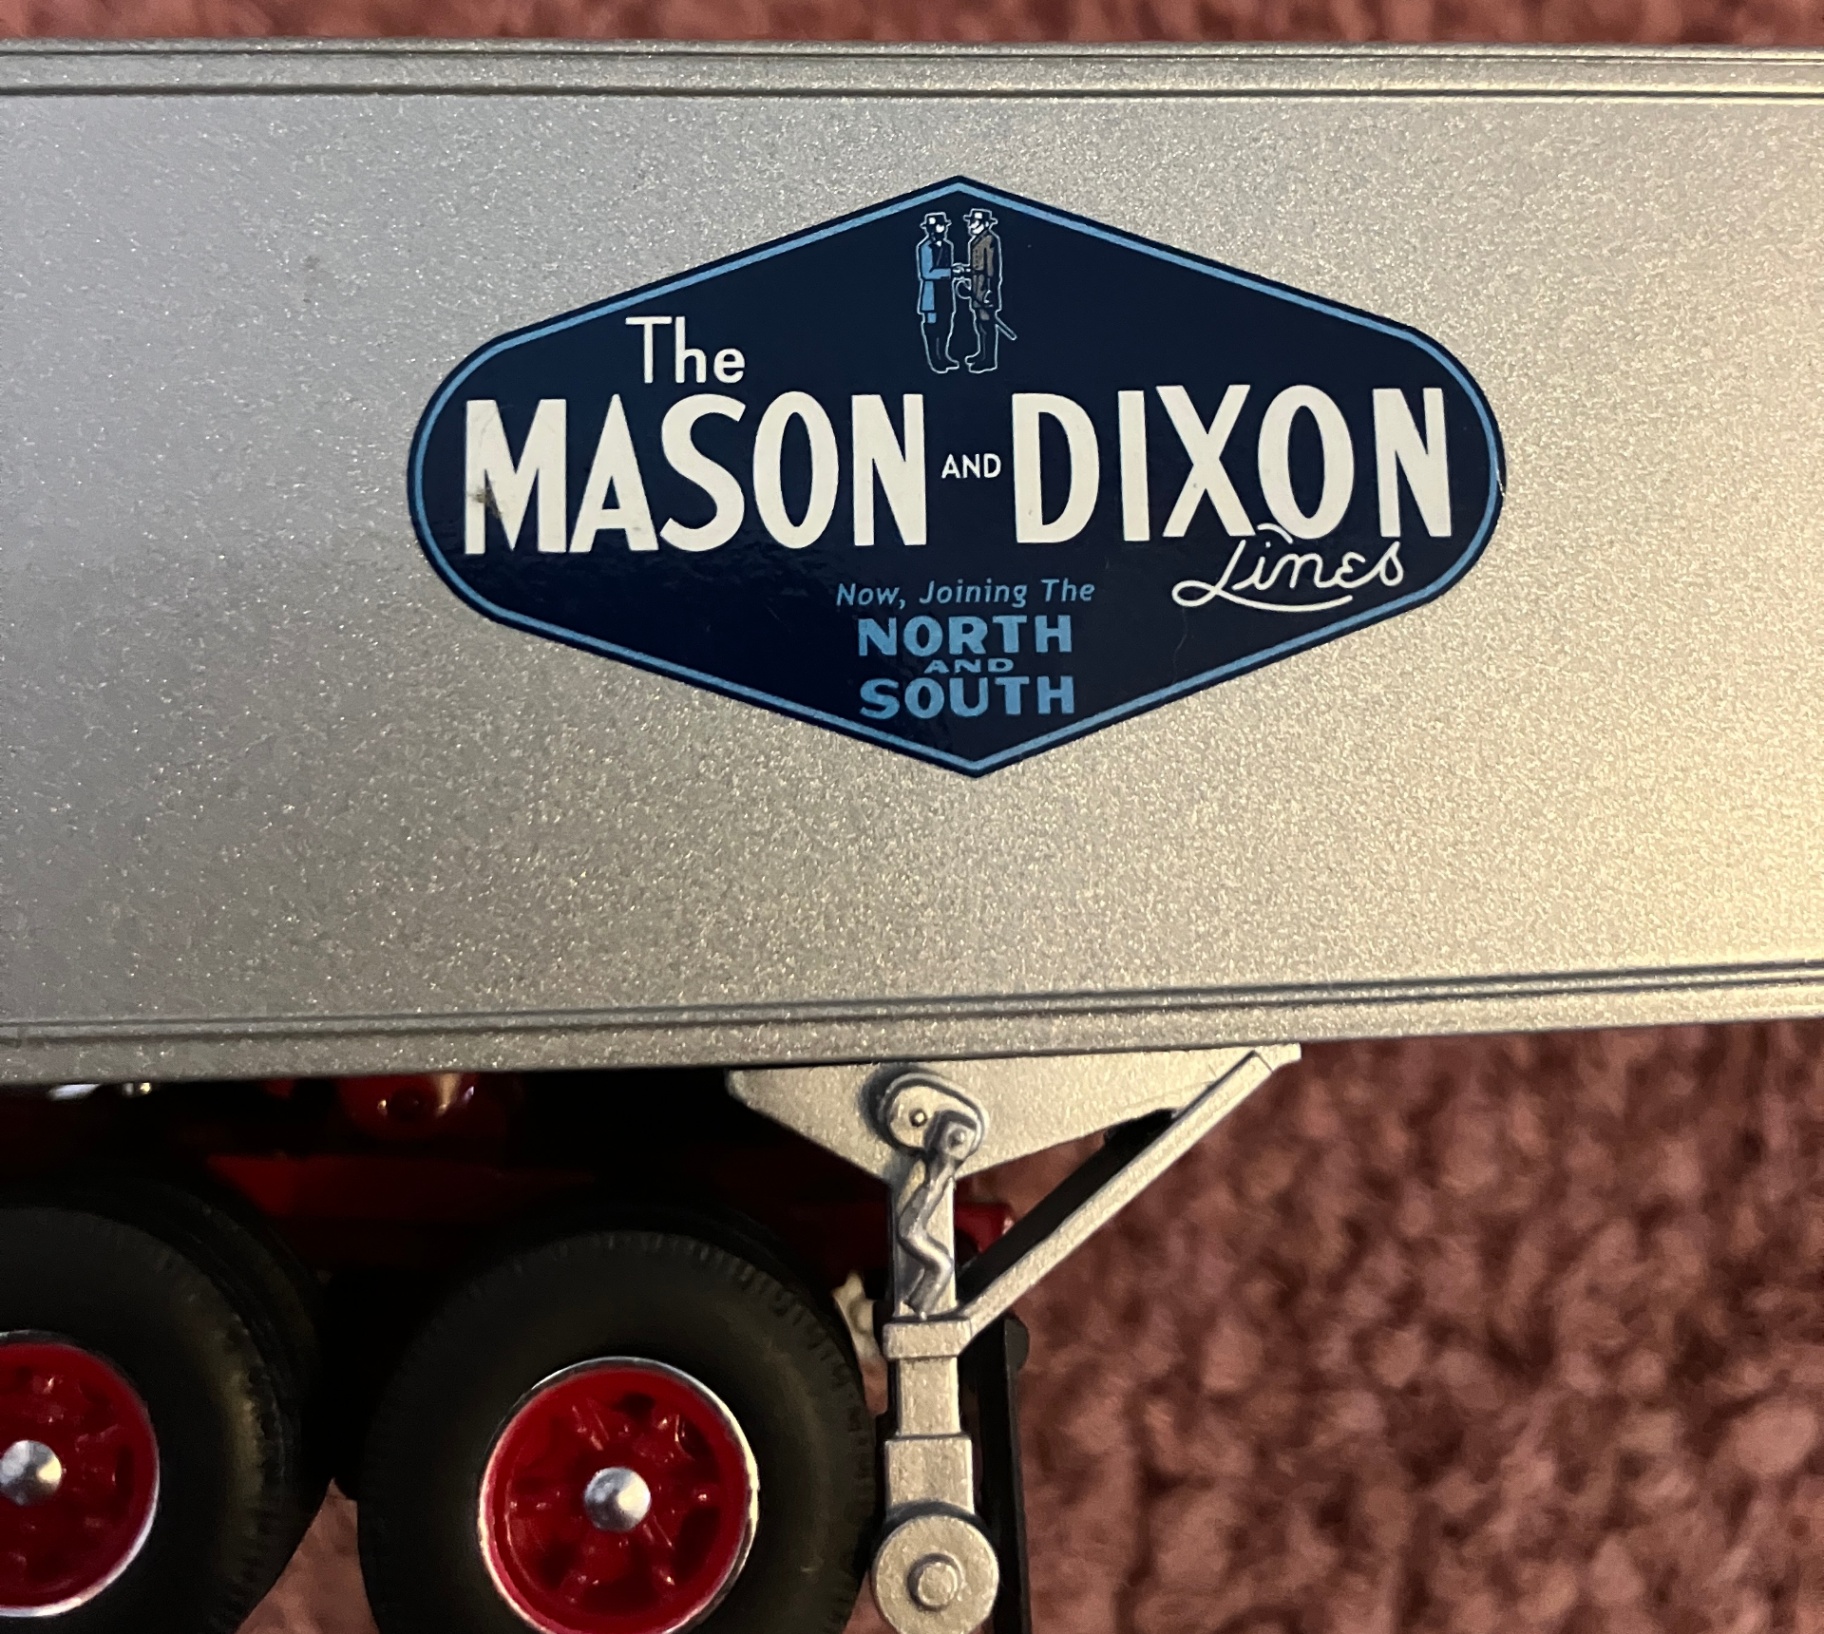 The
MASON AND DIXON
Lines
Now, Joining The
NORTH
AND
SOUTH